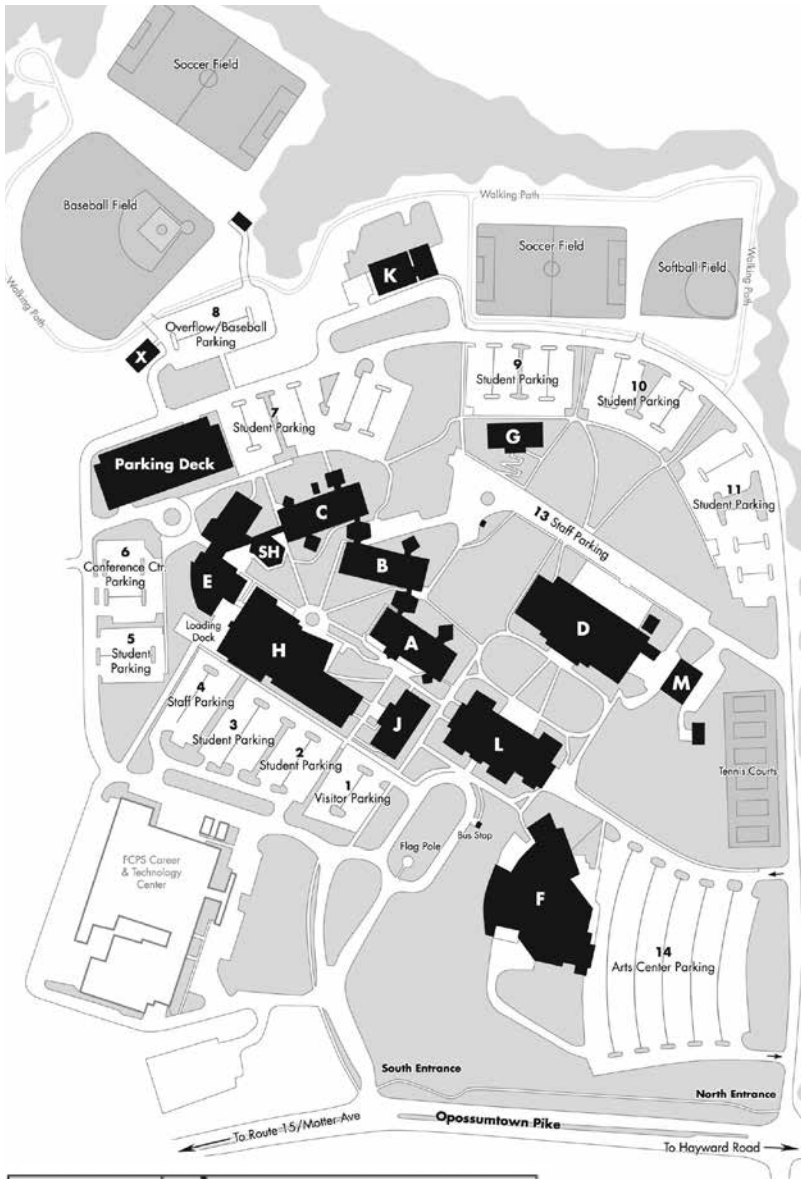 Soccer Field
Baseball Field
Walking Path
Walking Path
K
Soccer Field
Softball Field
Walking Path
8
Overflow/Baseball
Parking
X
9
Student Parking
10
Student Parking
7
Student Parking
G
Parking Deck
11
Student Parking
C
13 Staff Parking
SH
B
6
Conference Ctr.
Parking
E
Loading
Dock
D
A
H
5
Student
Parking
M
4
Staff Parking
J
3
Student Parking
L
2
Student Parking
Tennis Courts
1
Visitor Parking
Bus Stop
Flag Pole
FCPS Career
& Technology
Center
F
14
Arts Center Parking
South Entrance
North Entrance
To Route 15/Motter Ave
Opossumtown Pike
To Hayward Road